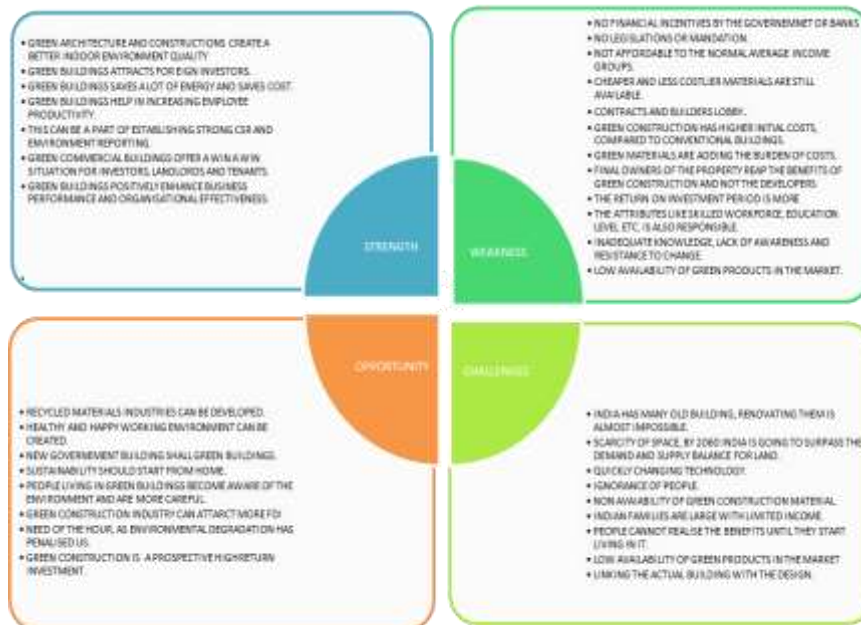 • GREEN ARCHITECTURE AND CONSTRUCTIONS CREATE A
BETTER INDOOR ENVIRONMENT QUALITY
• GREEN BUILDINGS ATTRACTS FOR EIGN INVESTORS.
• GREEN BUILDINGS SAVES A LOT OF ENERGY AND SAVES COST.
• GREEN BUILDINGS HELP IN INCREASING EMPLOYEE
PRODUCTIVITY.
• THIS CAN BE A PART OF ESTABLISHING STRONG CSR AND
ENVIRONMENT REPORTING.
• GREEN COMMERCIAL BUILDINGS OFFER A WIN A WIN
SITUATION FOR INVESTORS, LANDLORDS AND TENANTS.
• GREEN BUILDINGS POSITIVELY ENHANCE BUSINESS
PERFORMANCE AND ORGANISATIONAL EFFECTIVENESS.
•
STRENGTH
• NO FINANCIAL INCENTIVES BY THE GOVERNEMNET OR BANKS
• NO LEGISLATIONS OR MANDATION.
• NOT AFFORDABLE TO THE NORMAL AVERAGE INCOME
GROUPS.
• CHEAPER AND LESS COSTLIER MATERIALS ARE STILL
AVAILABLE.
• CONTRACTS AND BUILDERS LOBBY.
• GREEN CONSTRUCTION HAS HIGHER INITIAL COSTS,
COMPARED TO CONVENTIONAL BUILDINGS.
• GREEN MATERIALS ARE ADDING THE BURDEN OF COSTS.
• FINAL OWNERS OF THE PROPERTY REAP THE BENEFITS OF
GREEN CONSTRUCTION AND NOT THE DEVELOPERS
• THE RETURN ON INVESTMENT PERIOD IS MORE
• THE ATTRIBUTES LIKE SKILLED WORKFORCE, EDUCATION
LEVEL ETC. IS ALSO RESPONSIBLE.
• INADEQUATE KNOWLEDGE, LACK OF AWARENESS AND
RESISTANCE TO CHANGE.
• LOW AVAILABILITY OF GREEN PRODUCTS IN THE MARKET.
WEAKNESS
OPPORTUNITY
• RECYCLED MATERIALS INDUSTRIES CAN BE DEVELOPED.
• HEALTHY AND HAPPY WORKING ENVIRONMENT CAN BE
CREATED.
• NEW GOVERNEMENT BUILDING SHALL GREEN BUILDINGS.
• SUSTAINABILITY SHOULD START FROM HOME.
• PEOPLE LIVING IN GREEN BUILDINGS BECOME AWARE OF THE
ENVIRONMENT AND ARE MORE CAREFUL.
• GREEN CONSTRUCTION INDUSTRY CAN ATTARCT MORE FDI
• NEED OF THE HOUR, AS ENVIRONMENTAL DEGRADATION HAS
PENALISED US.
• GREEN CONSTRUCTION IS A PROSPECTIVE HIGH RETURN
INVESTMENT.
CHALLENGES
• INDIA HAS MANY OLD BUILDING, RENOVATING THEM IS
ALMOST IMPOSSIBLE.
• SCARCITY OF SPACE, BY 2060 INDIA IS GOING TO SURPASS THE
DEMAND AND SUPPLY BALANCE FOR LAND.
• QUICKLY CHANGING TECHNOLOGY.
• IGNORANCE OF PEOPLE.
• NON AVAIABILITY OF GREEN CONSTRUCTION MATERIAL
• INDIAN FAMILIES ARE LARGE WITH LIMITED INCOME.
• PEOPLE CANNOT REALISE THE BENEFITS UNTIL THEY START
LIVING IN IT.
• LOW AVAILABILITY OF GREEN PRODUCTS IN THE MARKET
• LINKING THE ACTUAL BUILDING WITH THE DESIGN.